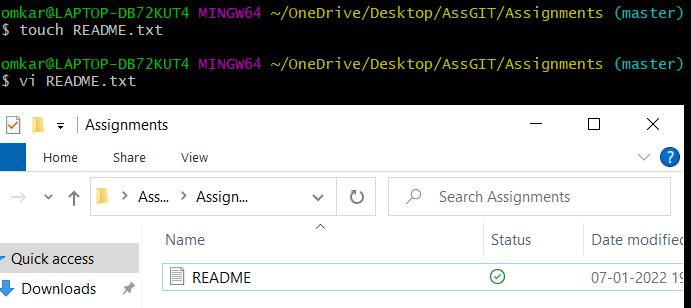 omkar@LAPTOP-DB72KUT4 MINGW64 ~/OneDrive/Desktop/AssGIT/Assignments (master)
$ touch README.txt
omkar@LAPTOP-DB72KUT4 MINGW64 ~/OneDrive/Desktop/AssGIT/Assignments (master)
$ vi README.txt
Assignments
Home Share View
Ass... Assign... Search Assignments
Name Status Date modified
Quick access
README 07-01-2022 19
Downloads